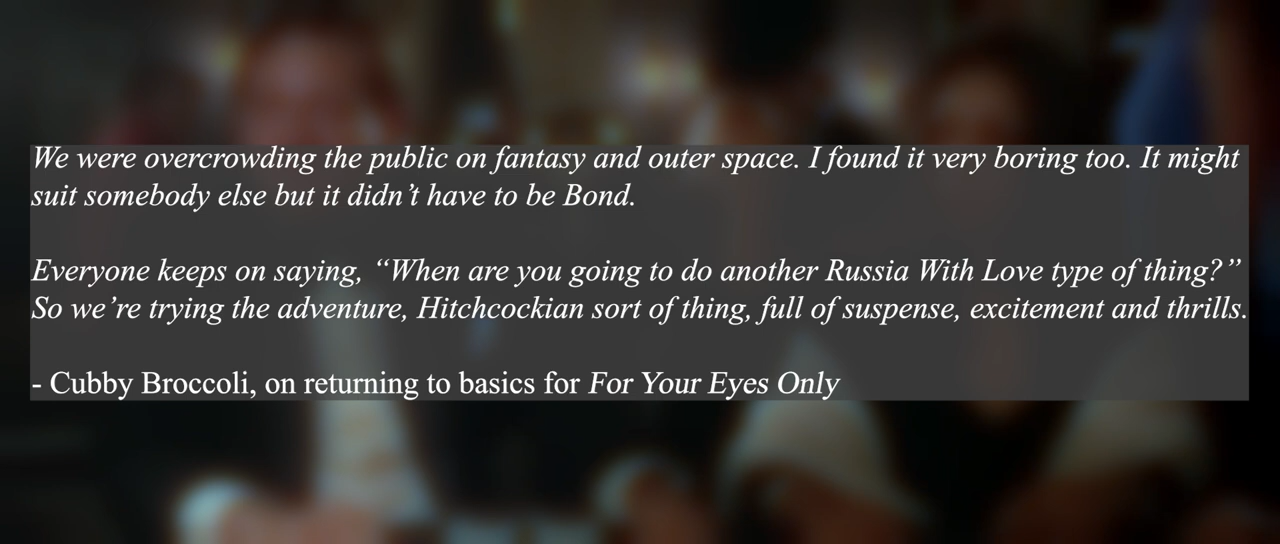 We were overcrowding the public on fantasy and outer space. I found it very boring too. It might
suit somebody else but it didn’t have to be Bond.
Everyone keeps on saying, “When are you going to do another Russia With Love type of thing?”
So we’re trying the adventure, Hitchcockian sort of thing, full of suspense, excitement and thrills.
- Cubby Broccoli, on returning to basics for For Your Eyes Only